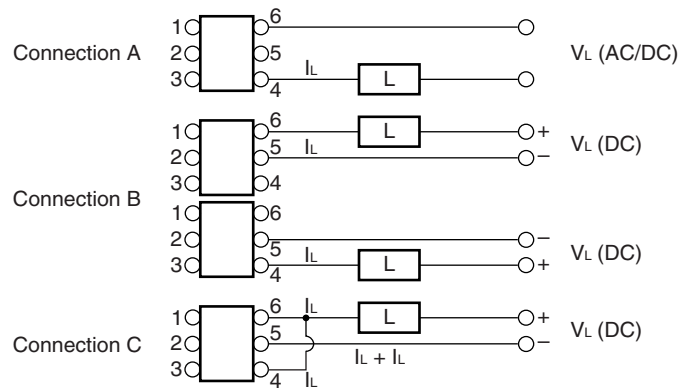 Connection A
1 6
2 5
3 4
IL L
VL (AC/DC)
Connection B
1 6 L +
2 5 IL −
3 4
VL (DC)
1 6
2 5 −
3 4 IL L +
VL (DC)
Connection C
1 6 IL L +
2 5 −
3 4 IL
IL + IL
VL (DC)